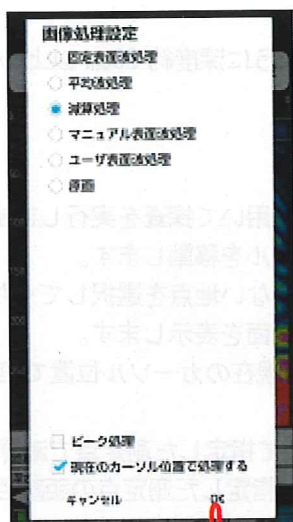 画像処理設定
固定表面波処理
平均波処理
減算処理
マニュアル表面波処理
ユーザ表面波処理
原画
ピーク処理
現在のカーソル位置で処理する
キャンセル OK